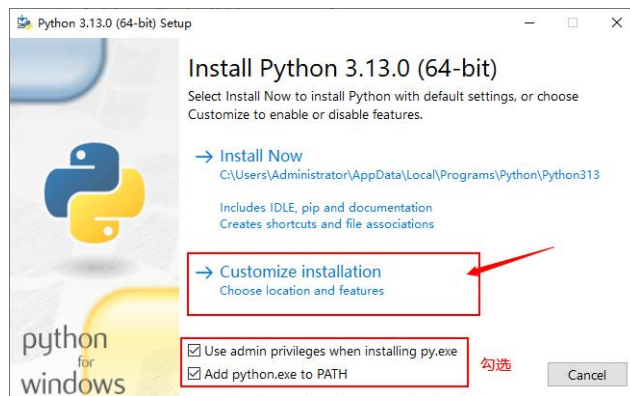 Python 3.13.0 (64-bit) Setup
Install Python 3.13.0 (64-bit)
Select Install Now to install Python with default settings, or choose
Customize to enable or disable features.
→ Install Now
C:\Users\Administrator\AppData\Local\Programs\Python\Python313
Includes IDLE, pip and documentation
Creates shortcuts and file associations
→ Customize installation
Choose location and features
python
for
windows
Use admin privileges when installing py.exe
Add python.exe to PATH
勾选
Cancel